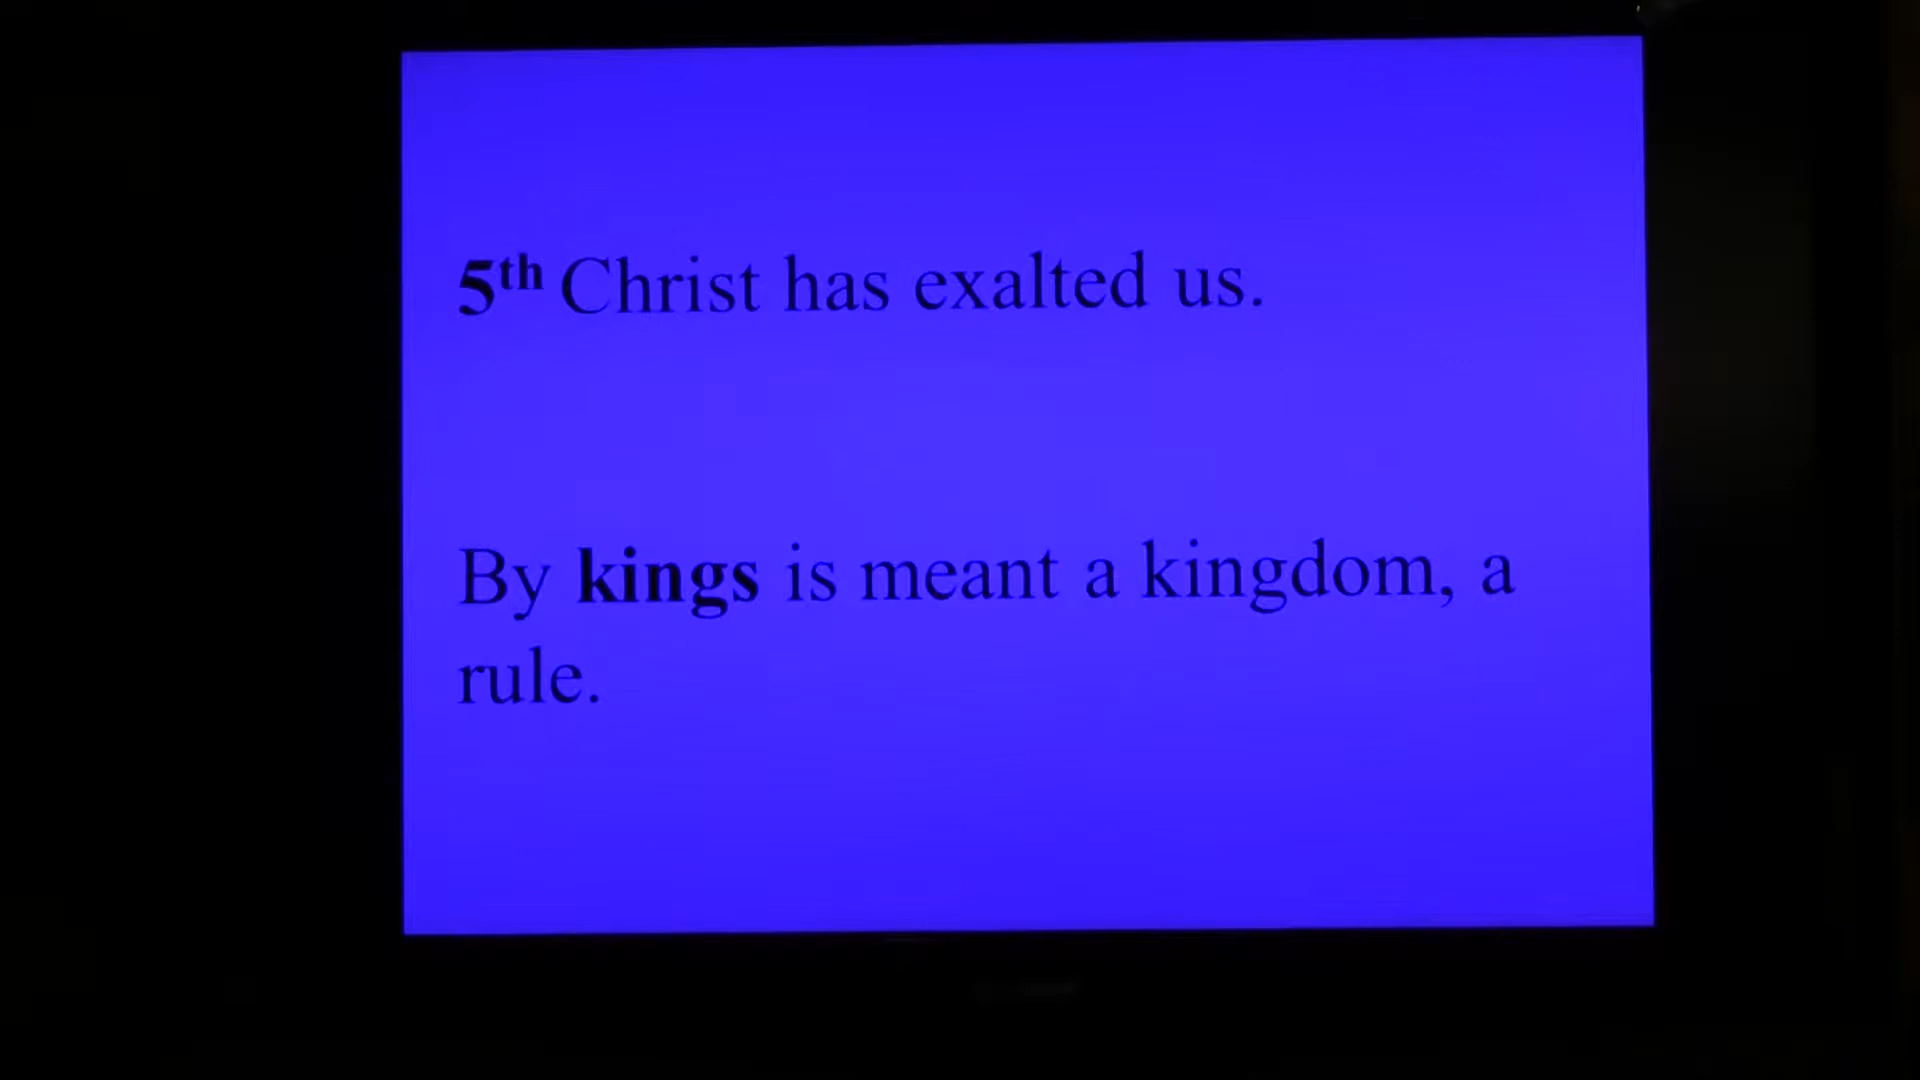 5th Christ has exalted us.
By kings is meant a kingdom, a
rule.